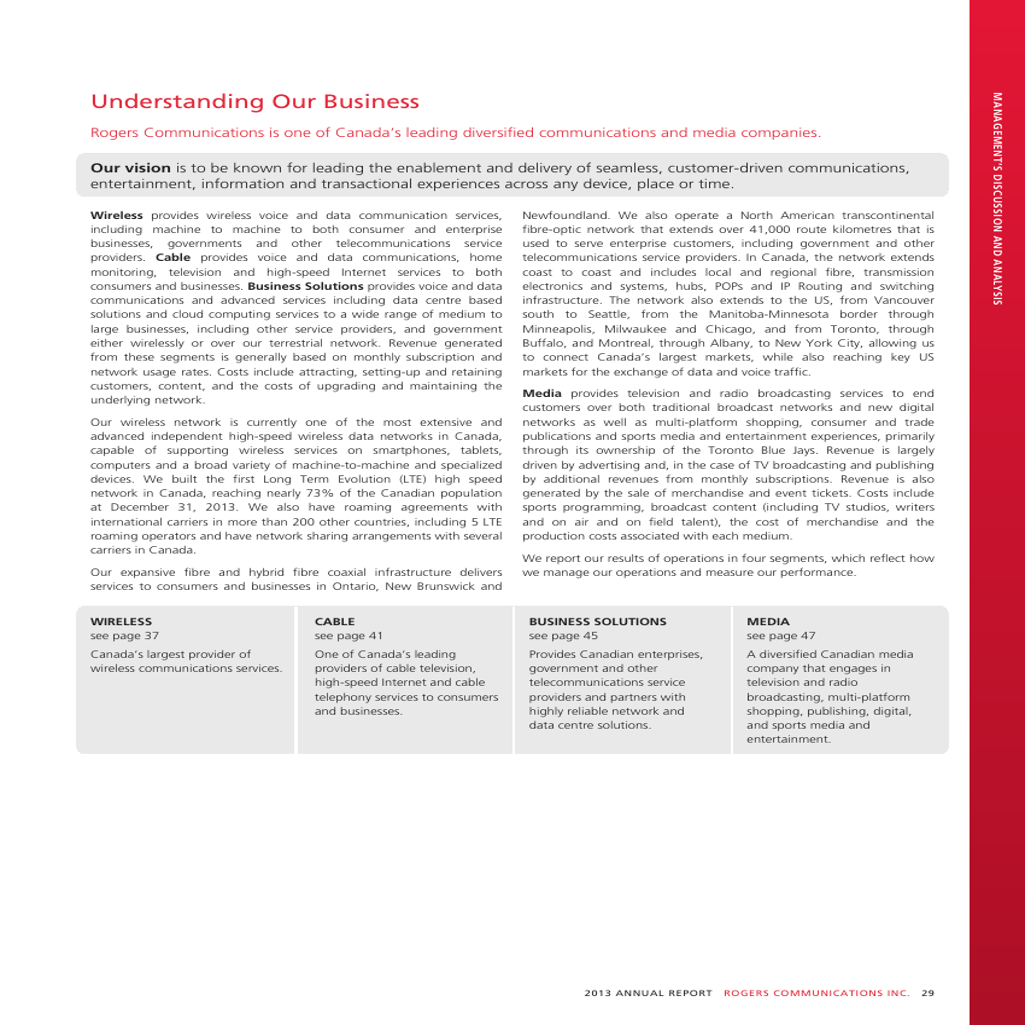 Understanding Our Business
Rogers Communications is one of Canada's leading diversified communications and media companies.
Our vision is to be known for leading the enablement and delivery of seamless, customer-driven communications,
entertainment, information and transactional experiences across any device, place or time.
Wireless provides wireless voice and data communication services,
including machine to machine to both consumer and enterprise
businesses, governments and other telecommunications service
providers. Cable provides voice and data communications, home
monitoring, television and high-speed Internet services to both
consumers and businesses. Business Solutions provides voice and data
communications and advanced services including data centre based
solutions and cloud computing services to a wide range of medium to
large businesses, including other service providers, and government
either wirelessly or over our terrestrial network. Revenue generated
from these segments is generally based on monthly subscription and
network usage rates. Costs include attracting, setting-up and retaining
customers, content, and the costs of upgrading and maintaining the
underlying network.
Our wireless network is currently one of the most extensive and
advanced independent high-speed wireless data networks in Canada,
capable of supporting wireless services on smartphones, tablets,
computers and a broad variety of machine-to-machine and specialized
devices. We built the first Long Term Evolution (LTE) high speed
network in Canada, reaching nearly 73% of the Canadian population
at December 31, 2013. We also have roaming agreements with
international carriers in more than 200 other countries, including 5 LTE
roaming operators and have network sharing arrangements with several
carriers in Canada.
Our expansive fibre and hybrid fibre coaxial infrastructure delivers
services to consumers and businesses in Ontario, New Brunswick and
Newfoundland. We also operate a North American transcontinental
fibre-optic network that extends over 41,000 route kilometres that is
used to serve enterprise customers, including government and other
telecommunications service providers. In Canada, the network extends
coast to coast and includes local and regional fibre, transmission
electronics and systems, hubs, POPs and IP Routing and switching
infrastructure. The network also extends to the US, from Vancouver
south to Seattle, from the Manitoba-Minnesota border through
Minneapolis, Milwaukee and Chicago, and from Toronto, through
Buffalo, and Montreal, through Albany, to New York City, allowing us
to connect Canada's largest markets, while also reaching key US
markets for the exchange of data and voice traffic.
Media provides television and radio broadcasting services to end
customers over both traditional broadcast networks and new digital
networks as well as multi-platform shopping, consumer and trade
publications and sports media and entertainment experiences, primarily
through its ownership of the Toronto Blue Jays. Revenue is largely
driven by advertising and, in the case of TV broadcasting and publishing
by additional revenues from monthly subscriptions. Revenue is also
generated by the sale of merchandise and event tickets. Costs include
sports programming, broadcast content (including TV studios, writers
and on air and on field talent), the cost of merchandise and the
production costs associated with each medium.
We report our results of operations in four segments, which reflect how
we manage our operations and measure our performance.
WIRELESS
see page 37
Canada's largest provider of
wireless communications services.
CABLE
see page 41
One of Canada's leading
providers of cable television,
high-speed Internet and cable
telephony services to consumers
and businesses.
BUSINESS SOLUTIONS
see page 45
Provides Canadian enterprises,
government and other
telecommunications service
providers and partners with
highly reliable network and
data centre solutions.
MEDIA
see page 47
A diversified Canadian media
company that engages in
television and radio
broadcasting, multi-platform
shopping, publishing, digital,
and sports media and
entertainment.
MANAGEMENT'S DISCUSSION AND ANALYSIS
2013 ANNUAL REPORT ROGERS COMMUNICATIONS INC. 29